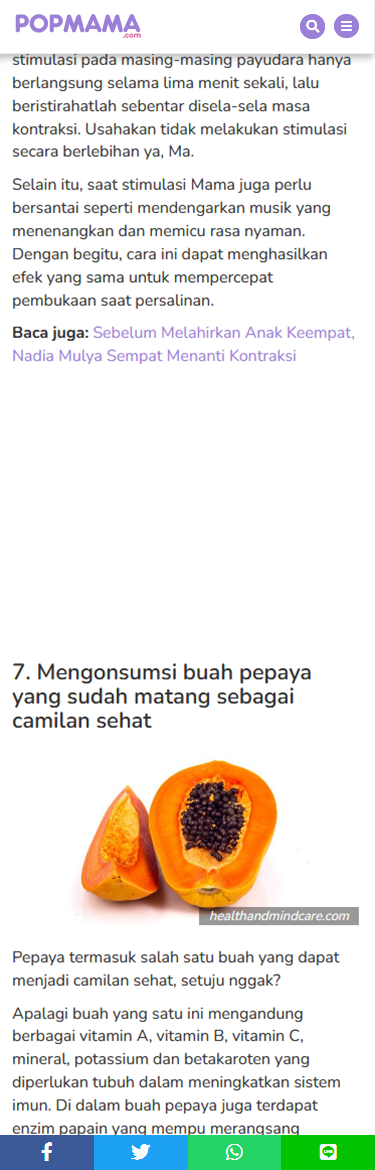 POPMAMA
.com
stimulasi pada masing-masing payudara hanya
berlangsung selama lima menit sekali, lalu
beristirahatlah sebentar disela-sela masa
kontraksi. Usahakan tidak melakukan stimulasi
secara berlebihan ya, Ma.
Selain itu, saat stimulasi Mama juga perlu
bersantai seperti mendengarkan musik yang
menenangkan dan memicu rasa nyaman.
Dengan begitu, cara ini dapat menghasilkan
efek yang sama untuk mempercepat
pembukaan saat persalinan.
Baca juga: Sebelum Melahirkan Anak Keempat,
Nadia Mulya Sempat Menanti Kontraksi
7. Mengonsumsi buah pepaya
yang sudah matang sebagai
camilan sehat
healthandmindcare.com
Pepaya termasuk salah satu buah yang dapat
menjadi camilan sehat, setuju nggak?
Apalagi buah yang satu ini mengandung
berbagai vitamin A, vitamin B, vitamin C,
mineral, potassium dan betakaroten yang
diperlukan tubuh dalam meningkatkan sistem
imun. Di dalam buah pepaya juga terdapat
enzim papain yang mempu merangsang
LINE